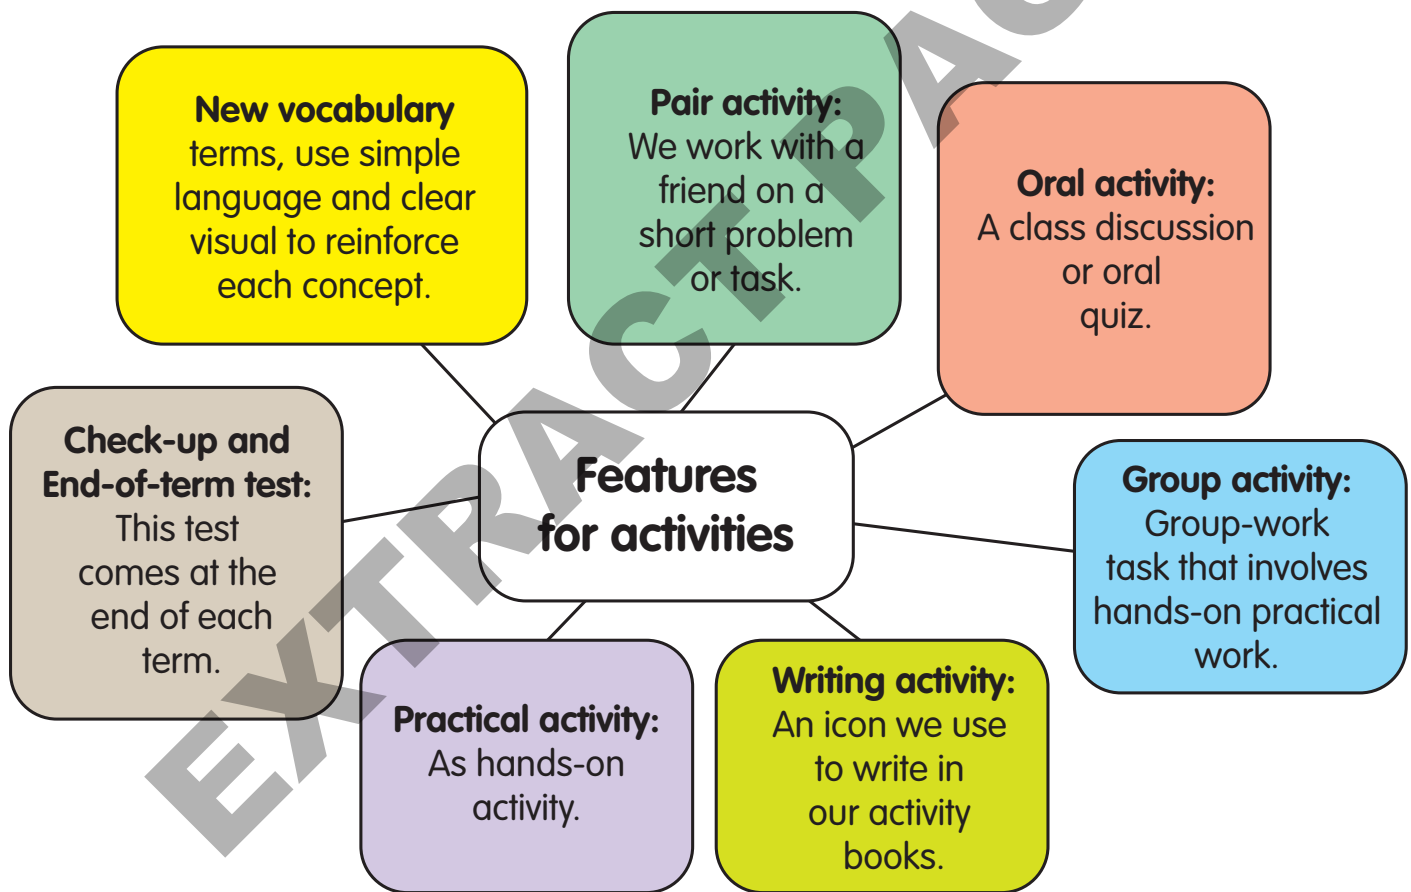 New vocabulary
terms, use simple
language and clear
visual to reinforce
each concept.
Pair activity:
We work with a
friend on a
short problem
or task.
Oral activity:
A class discussion
or oral
quiz.
Check-up and
End-of-term test:
This test
comes at the
end of each
term.
Features
for activities
Group activity:
Group-work
task that involves
hands-on practical
work.
Practical activity:
As hands-on
activity.
Writing activity:
An icon we use
to write in
our activity
books.
EXTRACT PAG